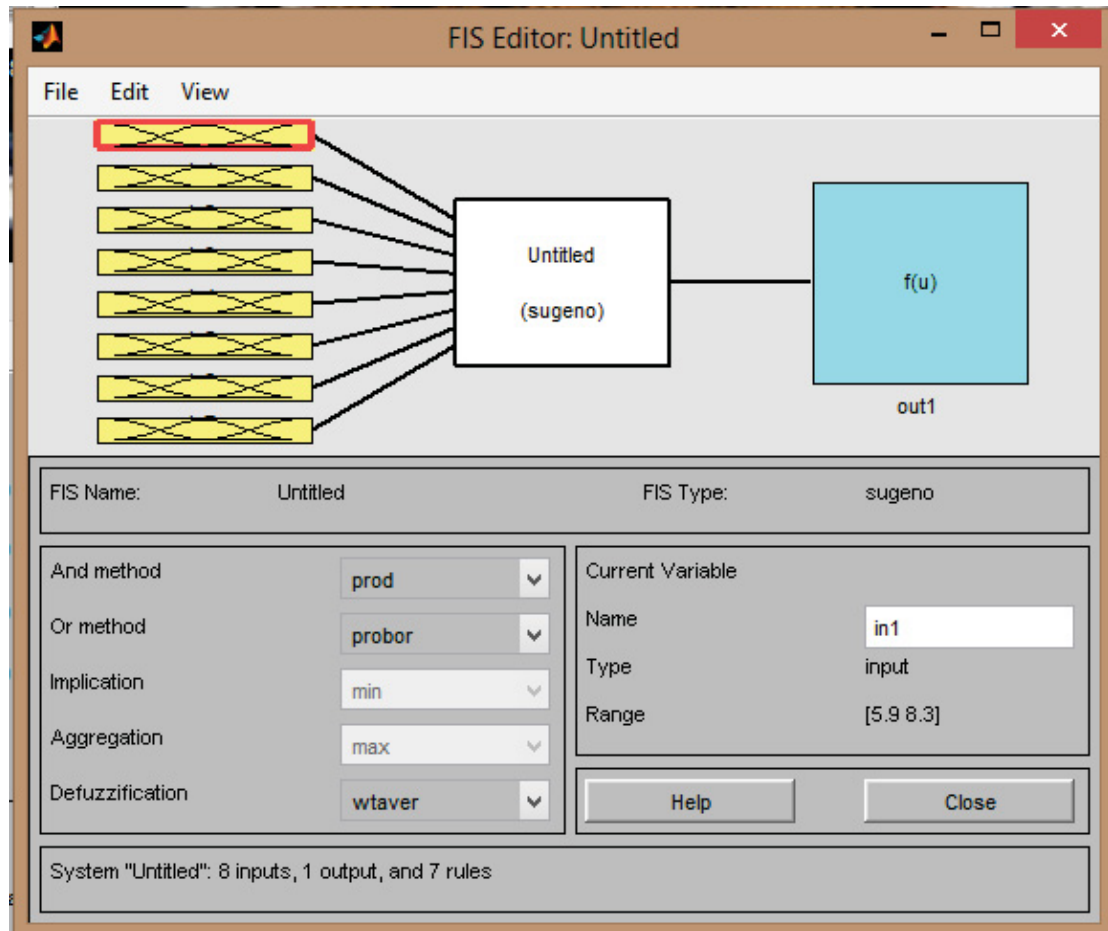 FIS Editor: Untitled
File Edit View
Untitled
(sugeno)
f(u)
out1
FIS Name: Untitled FIS Type: sugeno
And method prod
Or method probor
Implication min
Aggregation max
Defuzzification wtaver
Current Variable
Name in1
Type input
Range [5.9 8.3]
Help Close
System "Untitled": 8 inputs, 1 output, and 7 rules